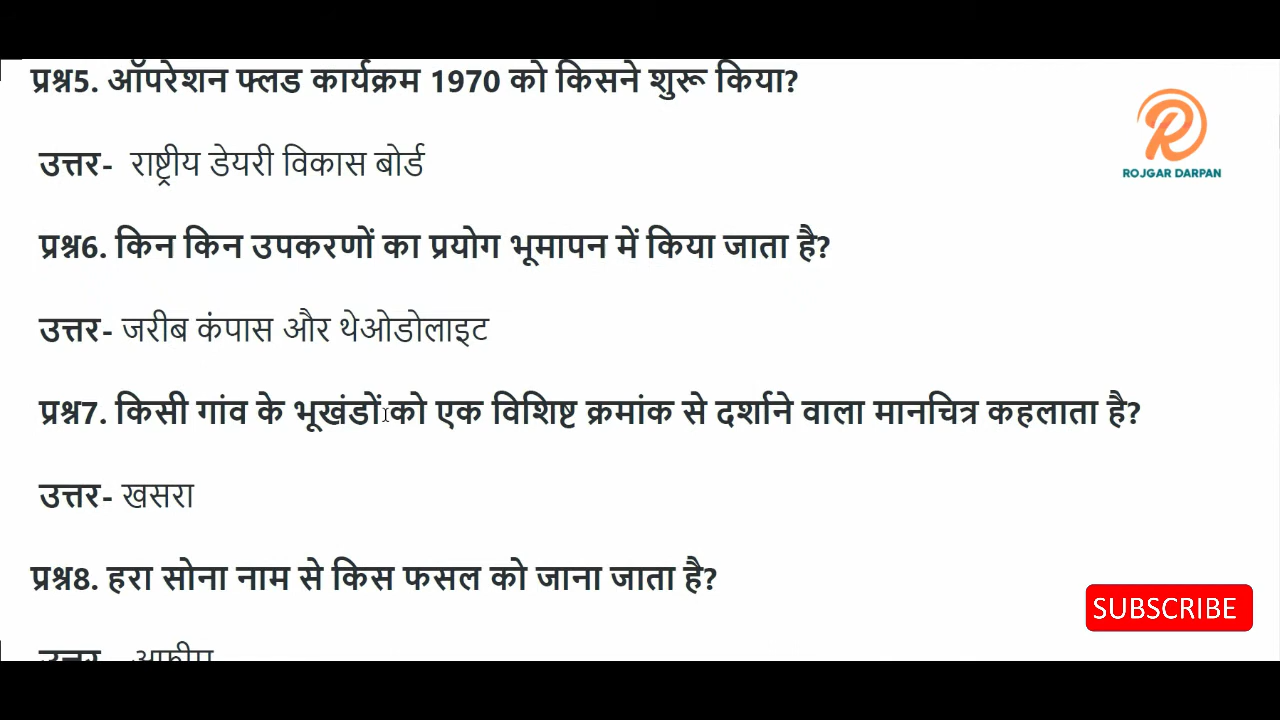 प्रश्न5. ऑपरेशन फ्लड कार्यक्रम 1970 को किसने शुरू किया?
ROJGAR DARPAN
उत्तर- राष्ट्रीय डेयरी विकास बोर्ड
प्रश्न6. किन किन उपकरणों का प्रयोग भूमापन में किया जाता है?
उत्तर- जरीब कंपास और थेओडोलाइट
प्रश्न7. किसी गांव के भूखंडों को एक विशिष्ट क्रमांक से दर्शाने वाला मानचित्र कहलाता है?
उत्तर- खसरा
प्रश्न8. हरा सोना नाम से किस फसल को जाना जाता है?
SUBSCRIBE
उत्तर-